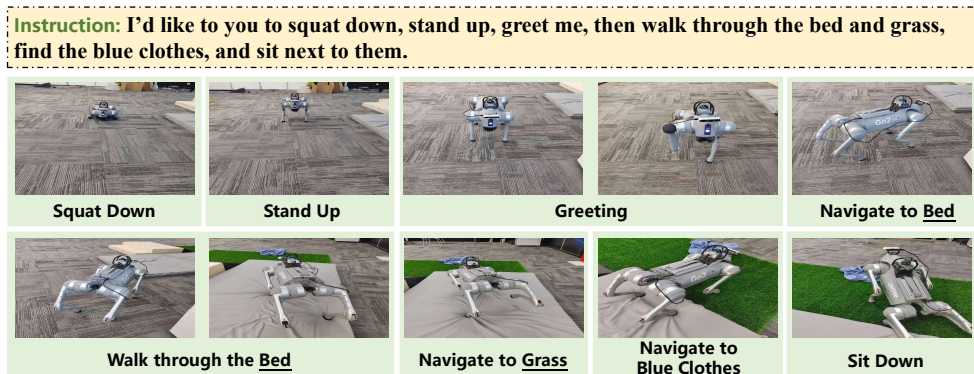 Instruction: I’d like to you to squat down, stand up, greet me, then walk through the bed and grass,
find the blue clothes, and sit next to them.
Go2
Squat Down
Stand Up
Greeting
Navigate to Bed
Go2
Walk through the Bed
Navigate to Grass
Navigate to
Blue Clothes
Sit Down